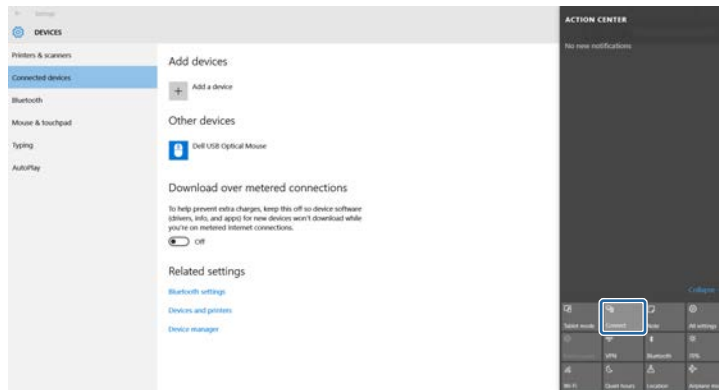 Settings
DEVICES
Printers & scanners
Connected devices
Bluetooth
Mouse & touchpad
Typing
AutoPlay
Add devices
Add a device
Other devices
Dell USB Optical Mouse
Download over metered connections
To help prevent extra charges, keep this off so device software
(drivers, info, and apps) for new devices won't download while
you're on metered Internet connections.
Off
Related settings
Bluetooth settings
Devices and printers
Device manager
ACTION CENTER
No new notifications
Collapse
Tablet mode
Connect
Note
All settings
VPN
Bluetooth
70%
Wi-Fi
Quiet hours
Location
Airplane mo